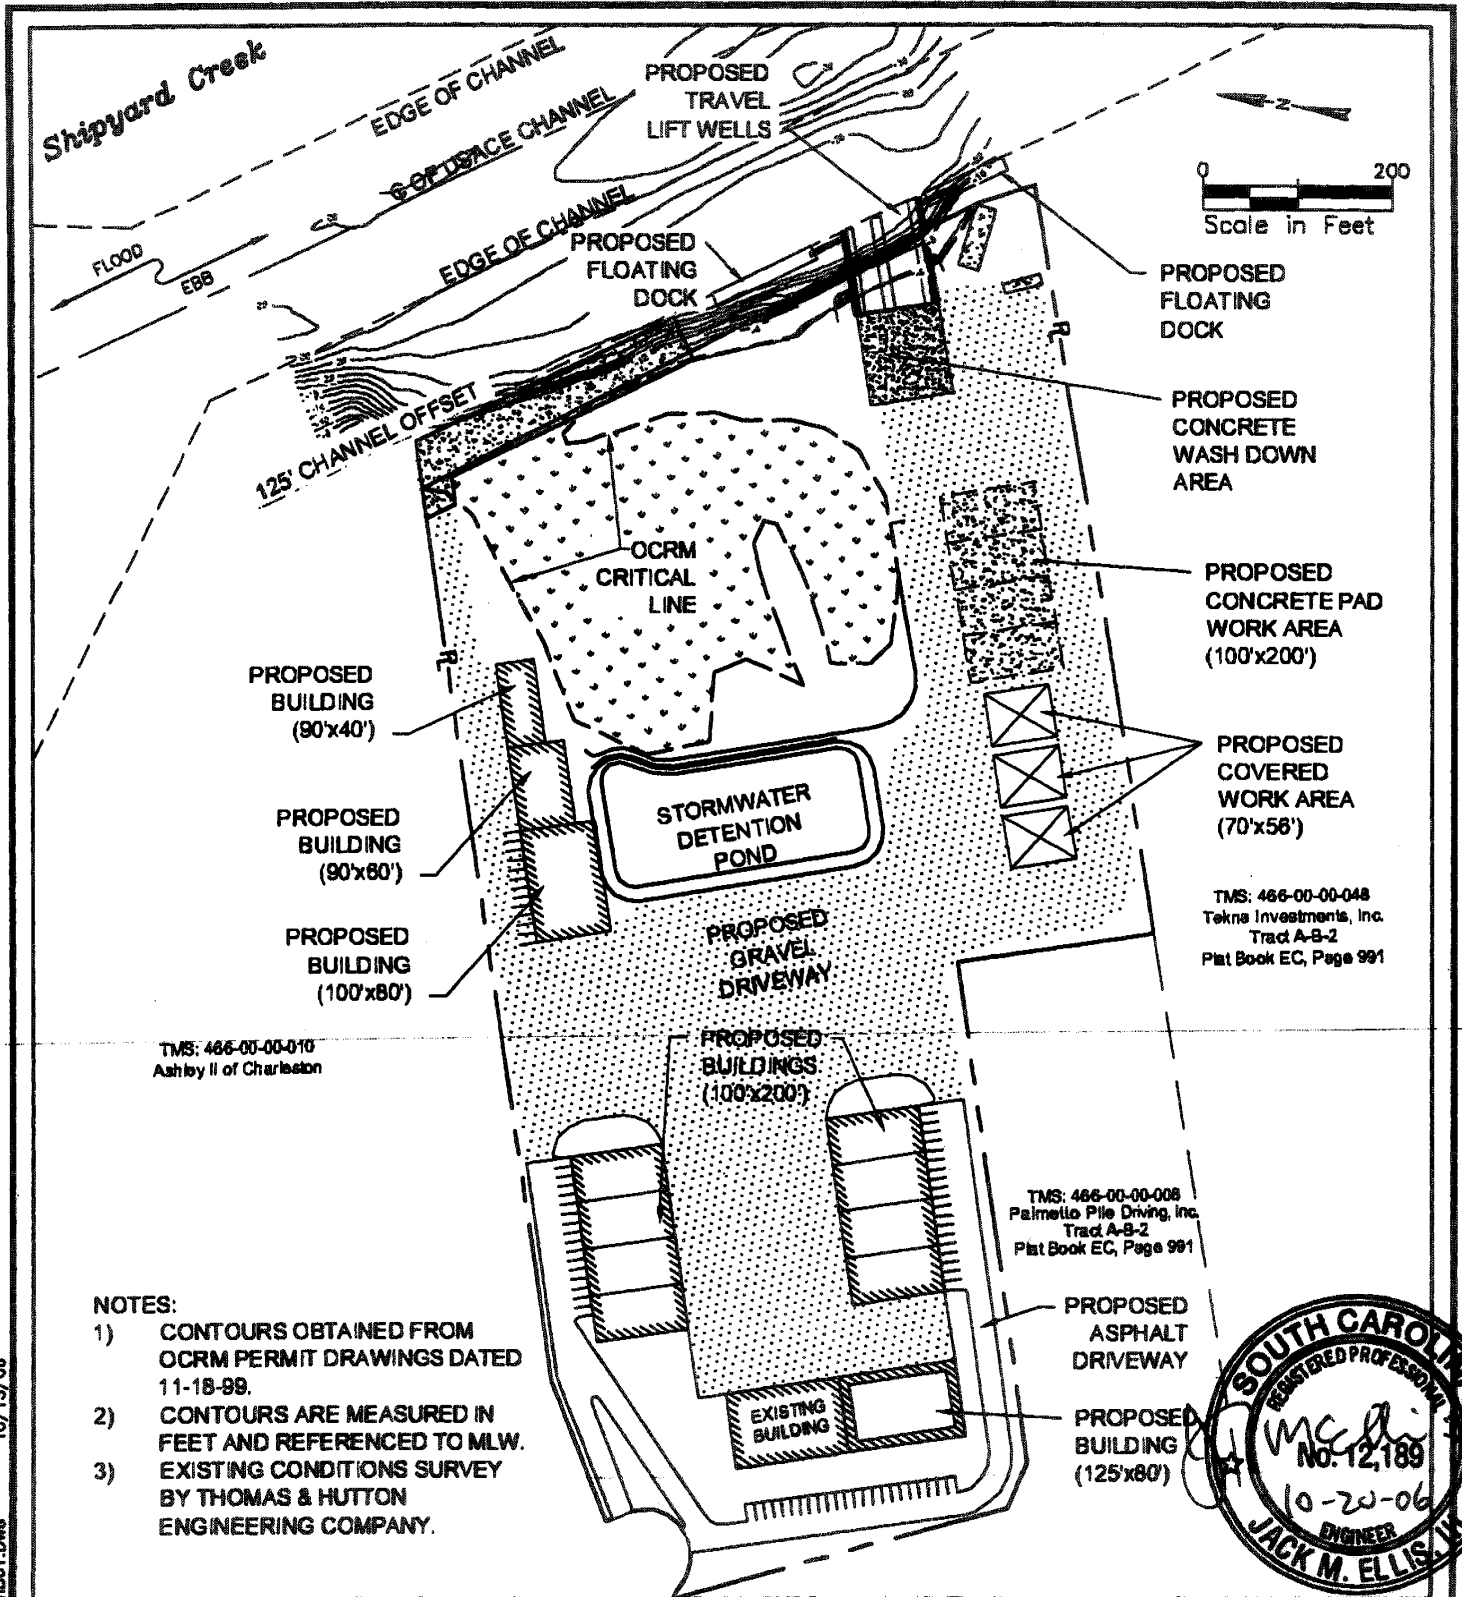 Shipyard Creek
EDGE OF CHANNEL
OF USACE CHANNEL
EDGE OF CHANNEL
FLOOD
EBB
125' CHANNEL OFFSET
PROPOSED
TRAVEL
LIFT WELLS
N
0 200
Scale in Feet
PROPOSED
FLOATING
DOCK
PROPOSED
FLOATING
DOCK
PROPOSED
CONCRETE
WASH DOWN
AREA
OCRM
CRITICAL
LINE
PROPOSED
CONCRETE PAD
WORK AREA
(100'x200')
PROPOSED
BUILDING
(90'x40')
PROPOSED
COVERED
WORK AREA
(70'x56')
PROPOSED
BUILDING
(90'x60')
STORMWATER
DETENTION
POND
PROPOSED
BUILDING
(100'x80')
PROPOSED
GRAVEL
DRIVEWAY
TMS: 466-00-00-048
Tekna Investments, Inc.
Tract A-B-2
Plat Book EC, Page 991
TMS: 466-00-00-010
Ashley II of Charleston
PROPOSED
BUILDINGS
(100'x200')
TMS: 466-00-00-008
Palmetto Pile Driving, Inc.
Tract A-B-2
Plat Book EC, Page 991
PROPOSED
ASPHALT
DRIVEWAY
EXISTING
BUILDING
PROPOSED
BUILDING
(125'x80')
NOTES:
1) CONTOURS OBTAINED FROM
OCRM PERMIT DRAWINGS DATED
11-18-99.
2) CONTOURS ARE MEASURED IN
FEET AND REFERENCED TO MLW.
3) EXISTING CONDITIONS SURVEY
BY THOMAS & HUTTON
ENGINEERING COMPANY.
SOUTH CAROLIN
REGISTERED PROFESSIONAL
No. 12,189
10-20-06
ENGINEER
JACK M. ELLIS,